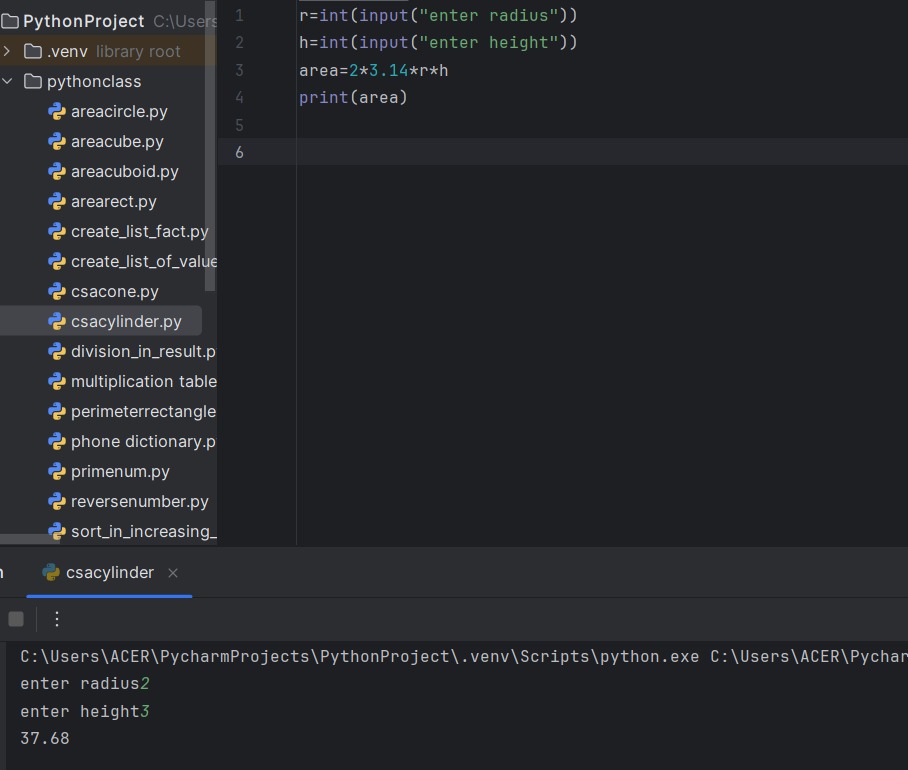 PythonProject C:\Users
.venv library root
pythonclass
areacircle.py
areacube.py
areacuboid.py
arearect.py
create_list_fact.py
create_list_of_value
csacone.py
csacylinder.py
division_in_result.p
multiplication table
perimeterrectangle
phone dictionary.p
primenum.py
reversenumber.py
sort_in_increasing_
1 r=int(input("enter radius"))
2 h=int(input("enter height"))
3 area=2*3.14*r*h
4 print(area)
5
6
csacylinder
C:\Users\ACER\PycharmProjects\PythonProject\.venv\Scripts\python.exe C:\Users\ACER\Pychar
enter radius2
enter height3
37.68